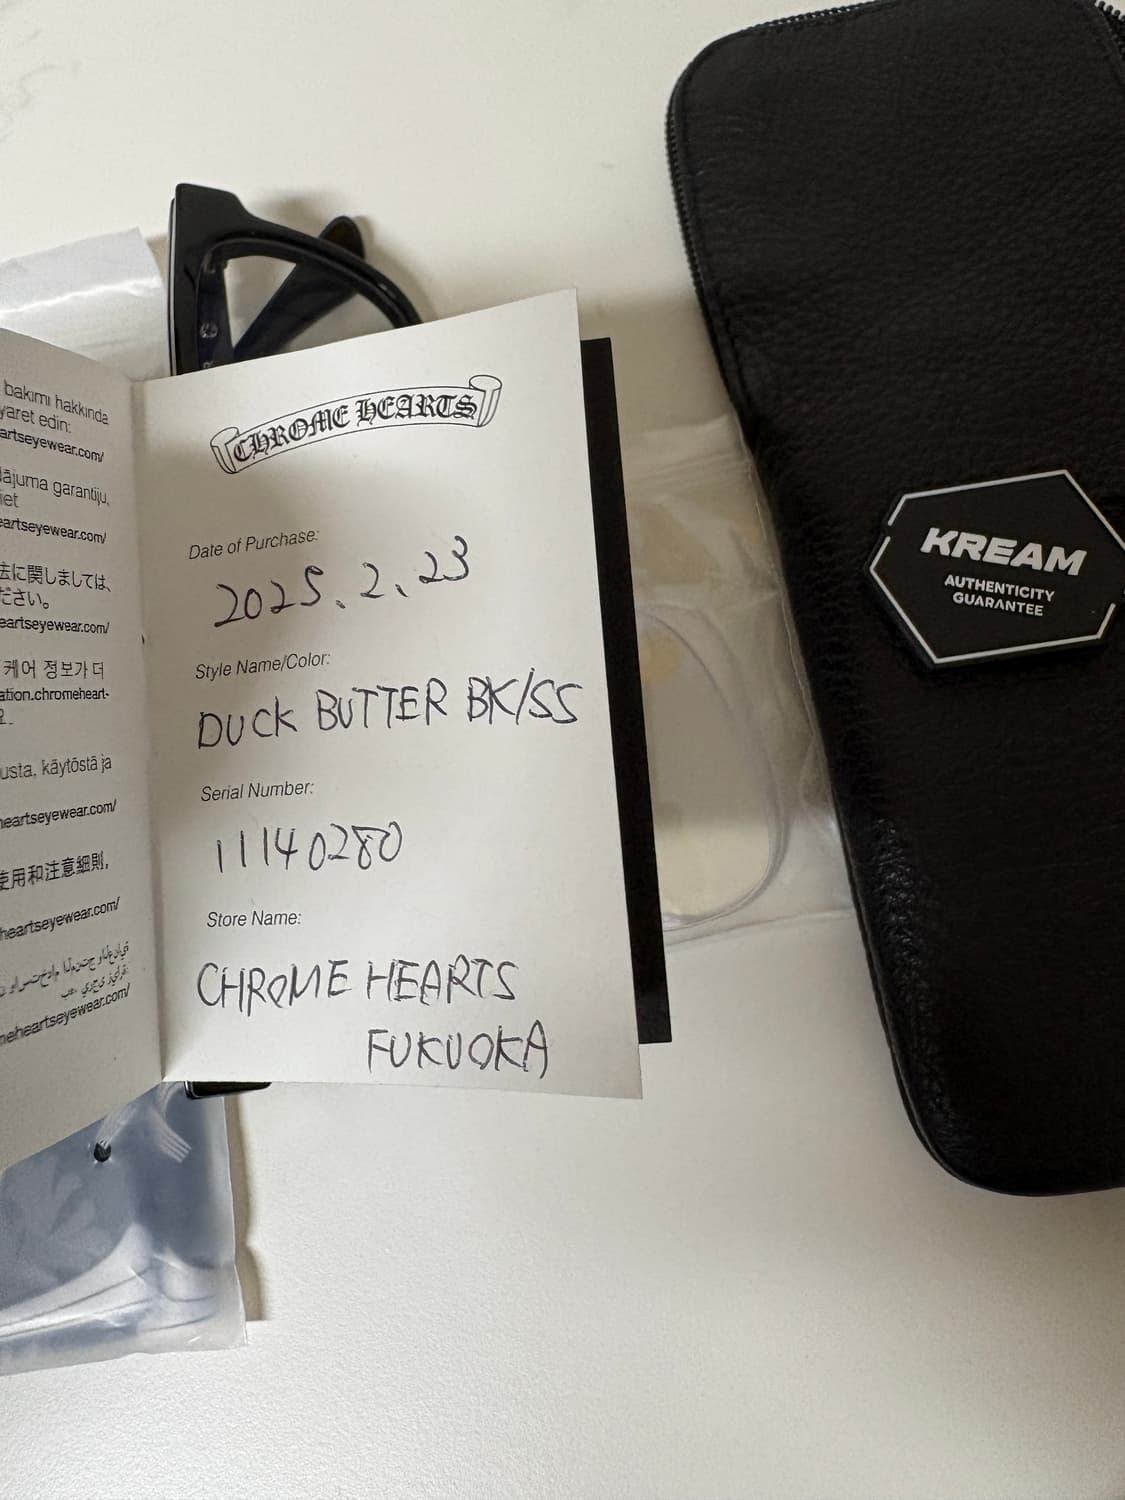 bakımı hakkında
yaret edin:
artseyewear.com/
dājuma garantiju,
iet
eartseyewear.com/
法に関しましては、
ださい。
eartseyewear.com/
케어 정보가 더
ation.chromeheart-
요.
usta, käytöstä ja
heartseyewear.com/
使用和注意細則,
heartseyewear.com/
meheartseyewear.com/
CHROME HEARTS
Date of Purchase:
2025.2.23
Style Name/Color:
DUCK BUTTER BK/SS
Serial Number:
11140280
Store Name:
CHROME HEARTS
FUKUOKA
KREAM
AUTHENTICITY
GUARANTEE